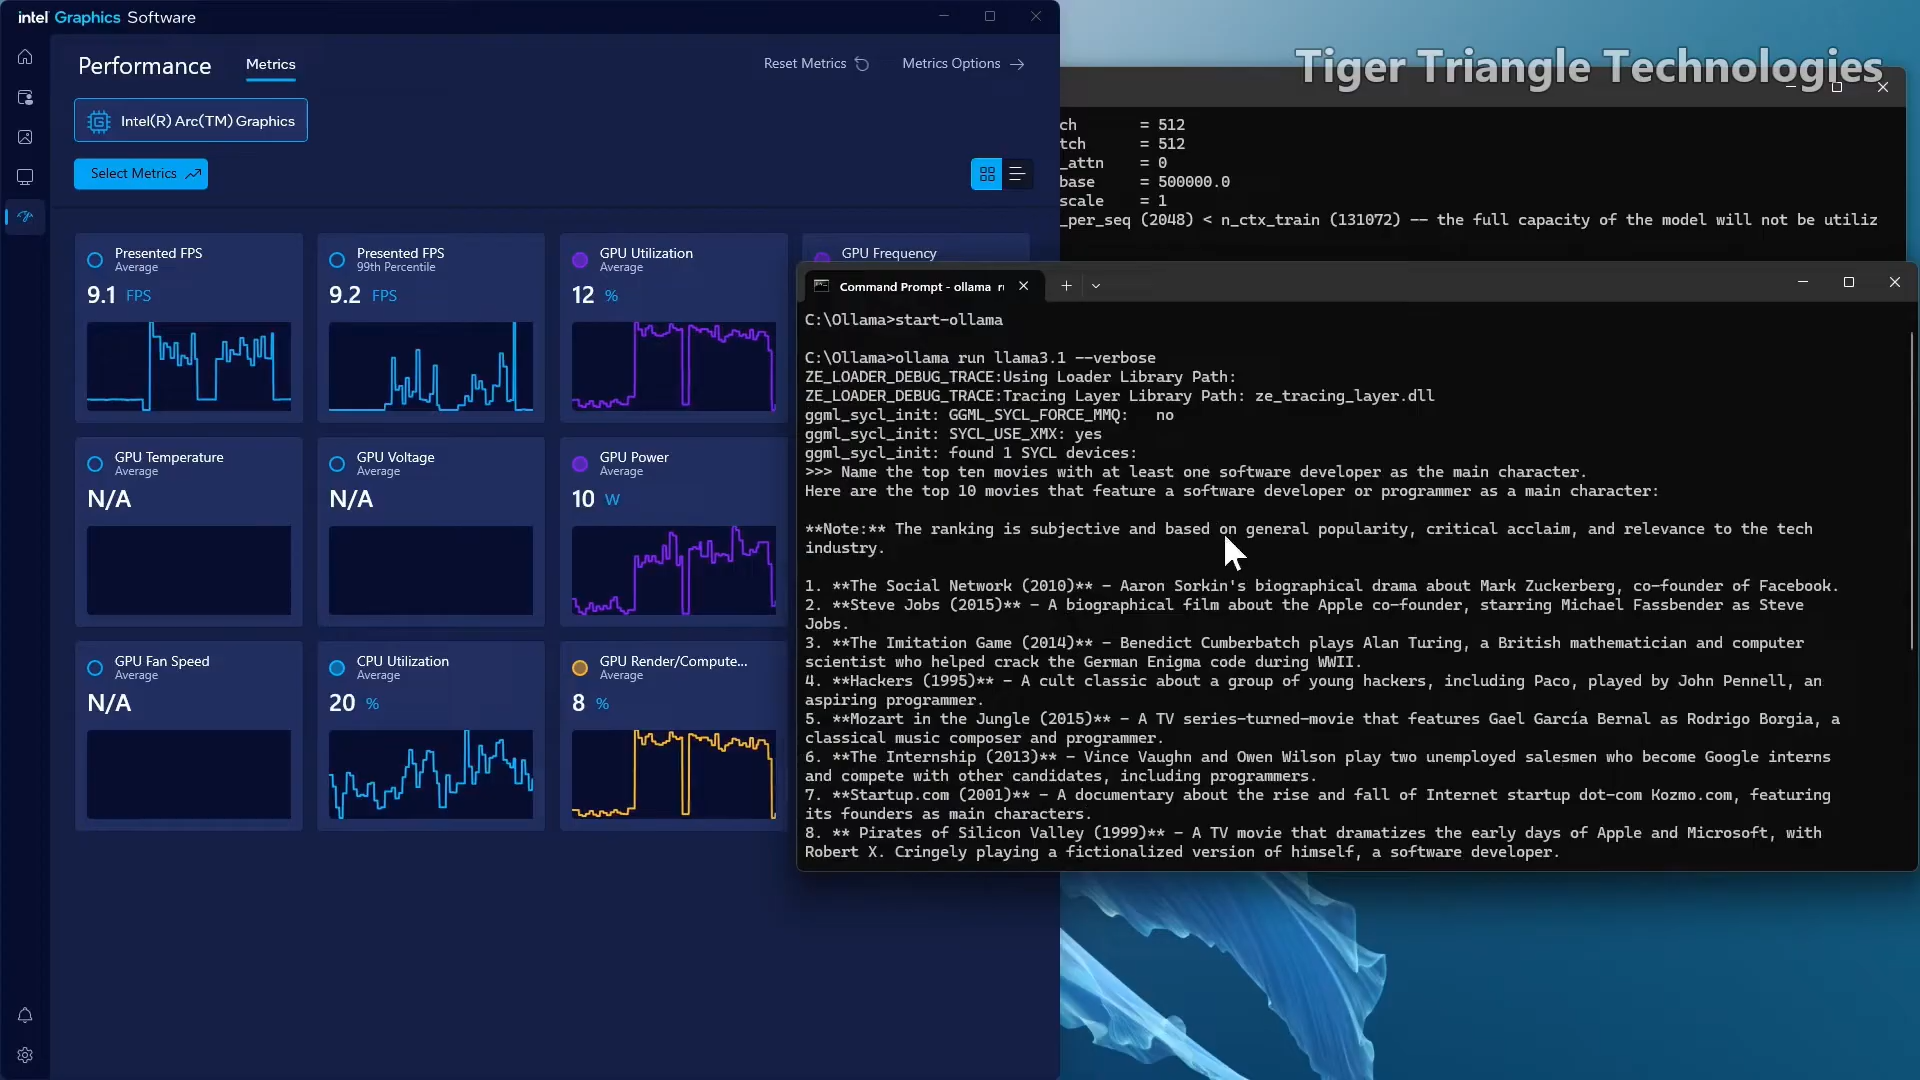 intel Graphics Software
Performance
Metrics
Reset Metrics
Metrics Options
Intel(R) Arc(TM) Graphics
Select Metrics
Presented FPS
Average
9.1 FPS
Presented FPS
99th Percentile
9.2 FPS
GPU Utilization
Average
12 %
GPU Frequency
GPU Temperature
Average
N/A
GPU Voltage
Average
N/A
GPU Power
Average
10 W
GPU Fan Speed
Average
N/A
CPU Utilization
Average
20 %
GPU Render/Compute...
Average
8 %
Tiger Triangle Technologies
ch = 512
tch = 512
_attn = 0
base = 500000.0
scale = 1
_per_seq (2048) < n_ctx_train (131072) -- the full capacity of the model will not be utiliz
Command Prompt - ollama r
C:\Ollama>start-ollama
C:\Ollama>ollama run llama3.1 --verbose
ZE_LOADER_DEBUG_TRACE:Using Loader Library Path:
ZE_LOADER_DEBUG_TRACE:Tracing Layer Library Path: ze_tracing_layer.dll
ggml_sycl_init: GGML_SYCL_FORCE_MMQ: no
ggml_sycl_init: SYCL_USE_XMX: yes
ggml_sycl_init: found 1 SYCL devices:
>>> Name the top ten movies with at least one software developer as the main character.
Here are the top 10 movies that feature a software developer or programmer as a main character:
**Note:** The ranking is subjective and based on general popularity, critical acclaim, and relevance to the tech
industry.
1. **The Social Network (2010)** - Aaron Sorkin's biographical drama about Mark Zuckerberg, co-founder of Facebook.
2. **Steve Jobs (2015)** - A biographical film about the Apple co-founder, starring Michael Fassbender as Steve
Jobs.
3. **The Imitation Game (2014)** - Benedict Cumberbatch plays Alan Turing, a British mathematician and computer
scientist who helped crack the German Enigma code during WWII.
4. **Hackers (1995)** - A cult classic about a group of young hackers, including Paco, played by John Pennell, an
aspiring programmer.
5. **Mozart in the Jungle (2015)** - A TV series-turned-movie that features Gael García Bernal as Rodrigo Borgia, a
classical music composer and programmer.
6. **The Internship (2013)** - Vince Vaughn and Owen Wilson play two unemployed salesmen who become Google interns
and compete with other candidates, including programmers.
7. **Startup.com (2001)** - A documentary about the rise and fall of Internet startup dot-com Kozmo.com, featuring
its founders as main characters.
8. ** Pirates of Silicon Valley (1999)** - A TV movie that dramatizes the early days of Apple and Microsoft, with
Robert X. Cringely playing a fictionalized version of himself, a software developer.